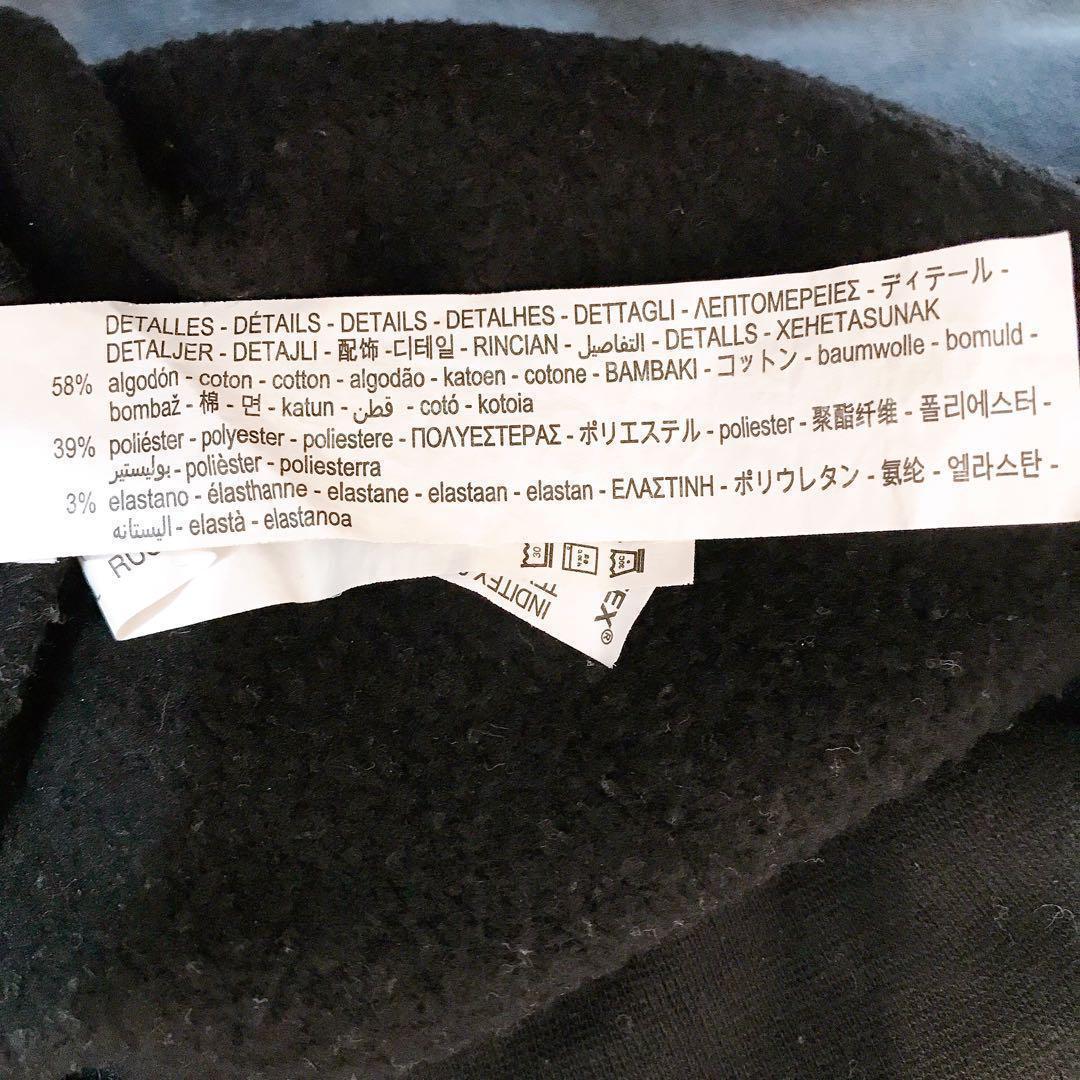 DETALLES - DÉTAILS - DETAILS - DETALHES - DETTAGLI - ΛΕΠΤΟΜΕΡΕΙΕΣ - ディテール -
DETALJER - DETAJLI - 配饰 -디테일 - RINCIAN - التفاصيل - DETALLS - XEHETASUNAK
58% algodón - coton - cotton - algodão - katoen - cotone - BAMBAKI - コットン - baumwolle - bomuld -
bombaž - 棉 - 면 - katun - قطن - cotó - kotoia
39% poliéster - polyester - poliestere - ΠΟΛΥΕΣΤΕΡΑΣ - ポリエステル - poliester - 聚酯纤维 - 폴리에스터 -
بوليستير - polièster - poliesterra
3% elastano - élasthanne - elastane - elastaan - elastan - ΕΛΑΣΤΙΝΗ - ポリウレタン - 氨纶 - 엘라스탄 -
اليستانه - elastà - elastanoa
INDITEX